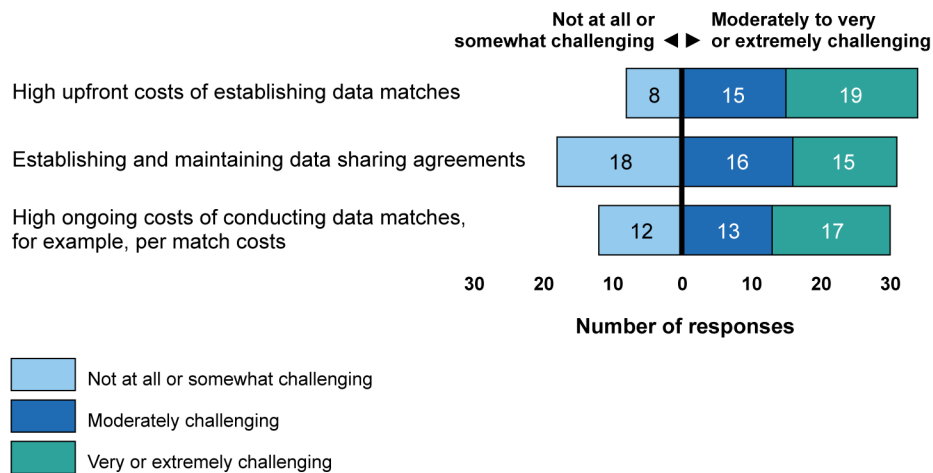 Not at all or
somewhat challenging
Moderately to very
or extremely challenging
High upfront costs of establishing data matches
8
15
19
Establishing and maintaining data sharing agreements
18
16
15
High ongoing costs of conducting data matches,
for example, per match costs
12
13
17
30
20
10
0
10
20
30
Number of responses
Not at all or somewhat challenging
Moderately challenging
Very or extremely challenging